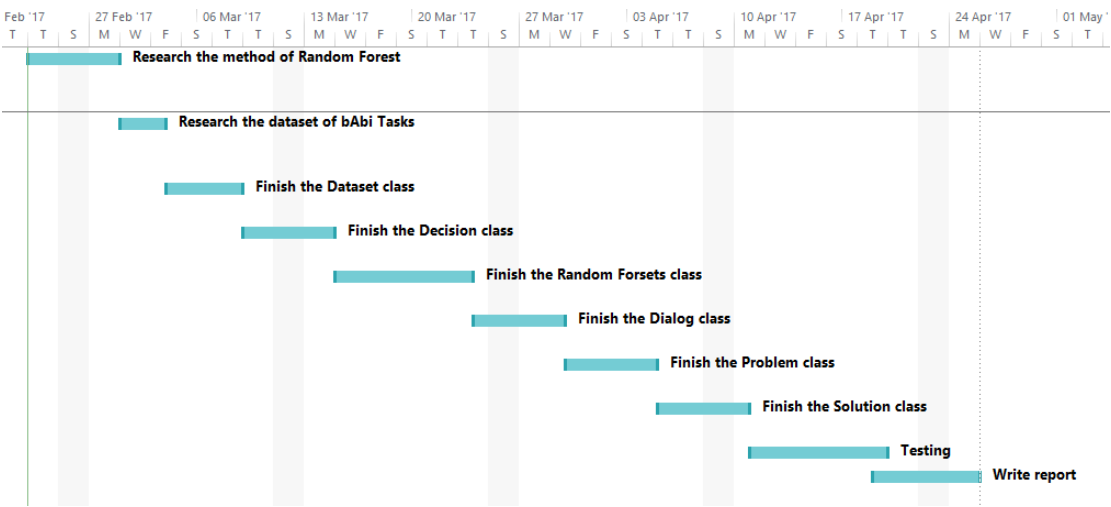 Feb '17 27 Feb '17 06 Mar '17 13 Mar '17 20 Mar '17 27 Mar '17 03 Apr '17 10 Apr '17 17 Apr '17 24 Apr '17 01 May '
T T S M W F S T T S M W F S T T S M W F S T T S M W F S T T S M W F S T
Research the method of Random Forest
Research the dataset of bAbi Tasks
Finish the Dataset class
Finish the Decision class
Finish the Random Forsets class
Finish the Dialog class
Finish the Problem class
Finish the Solution class
Testing
Write report